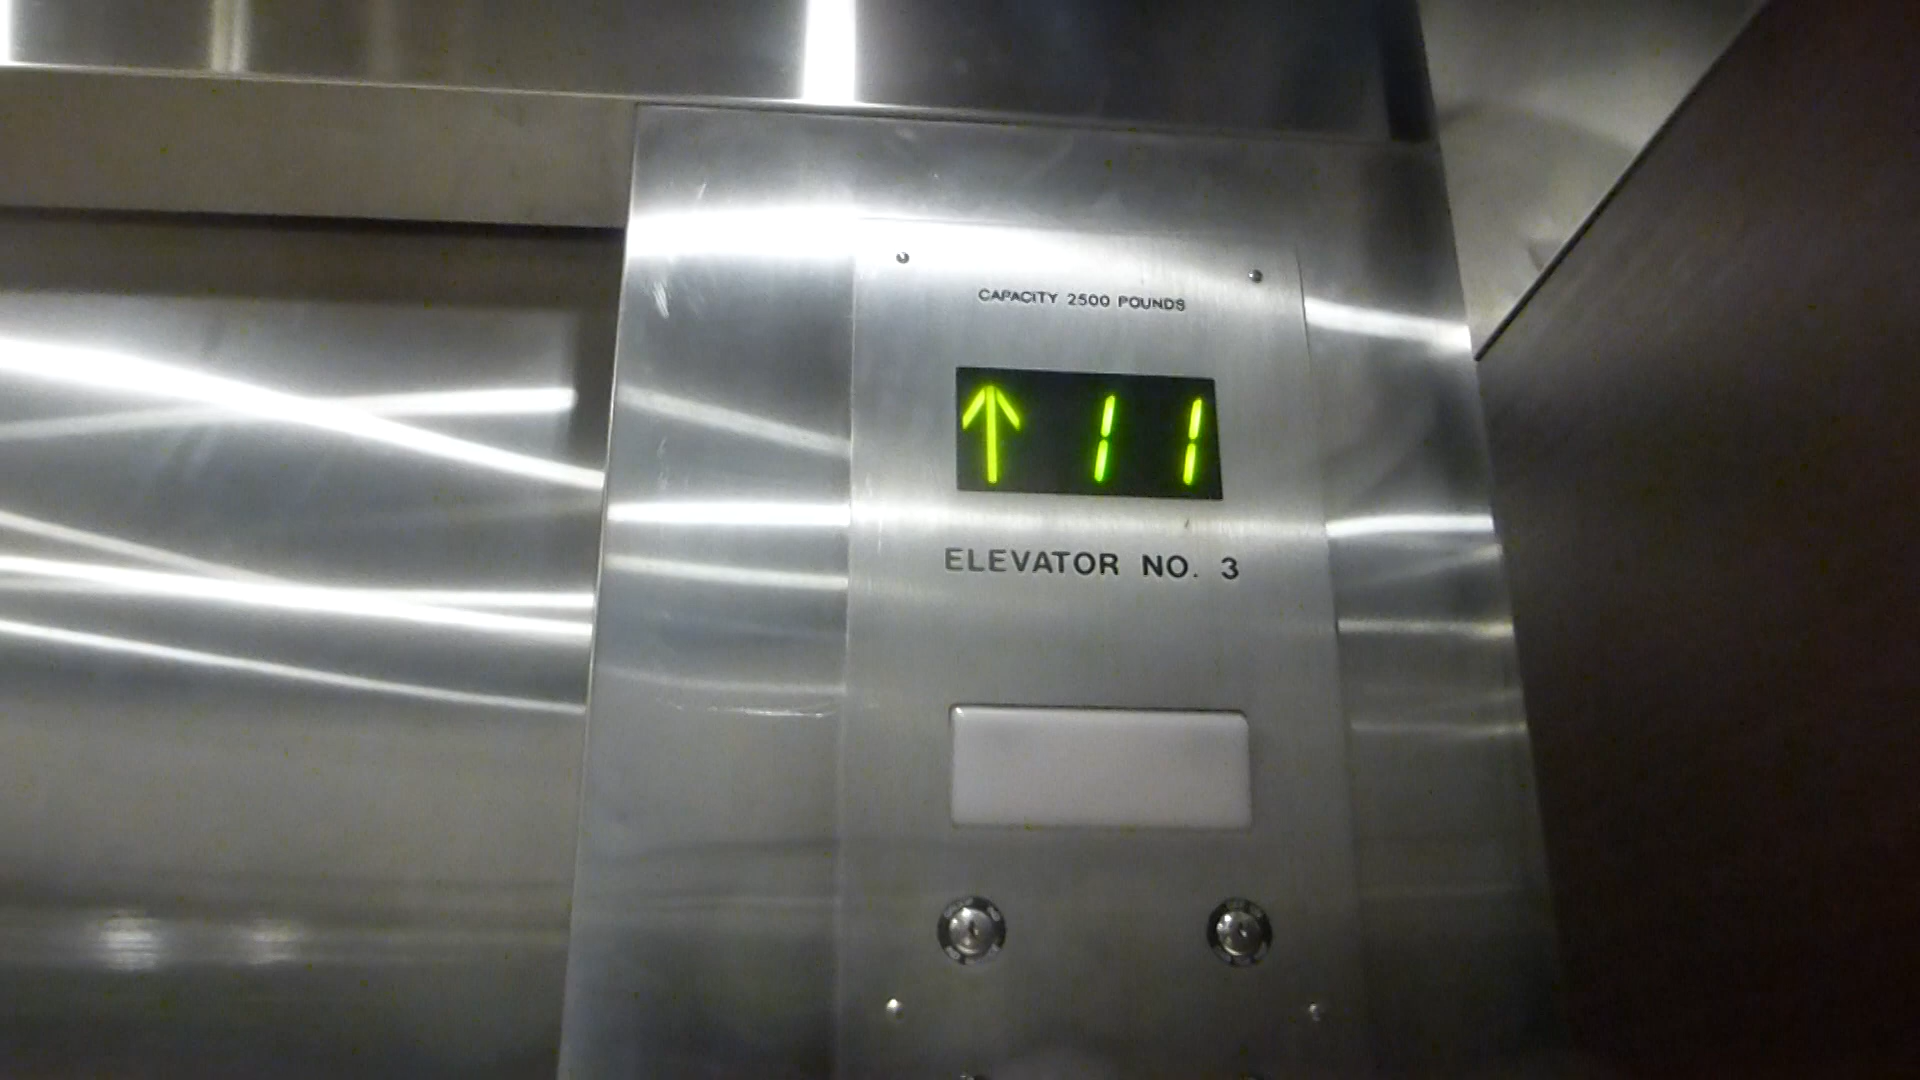 CAPACITY 2500 POUNDS
↑ 11
ELEVATOR NO. 3